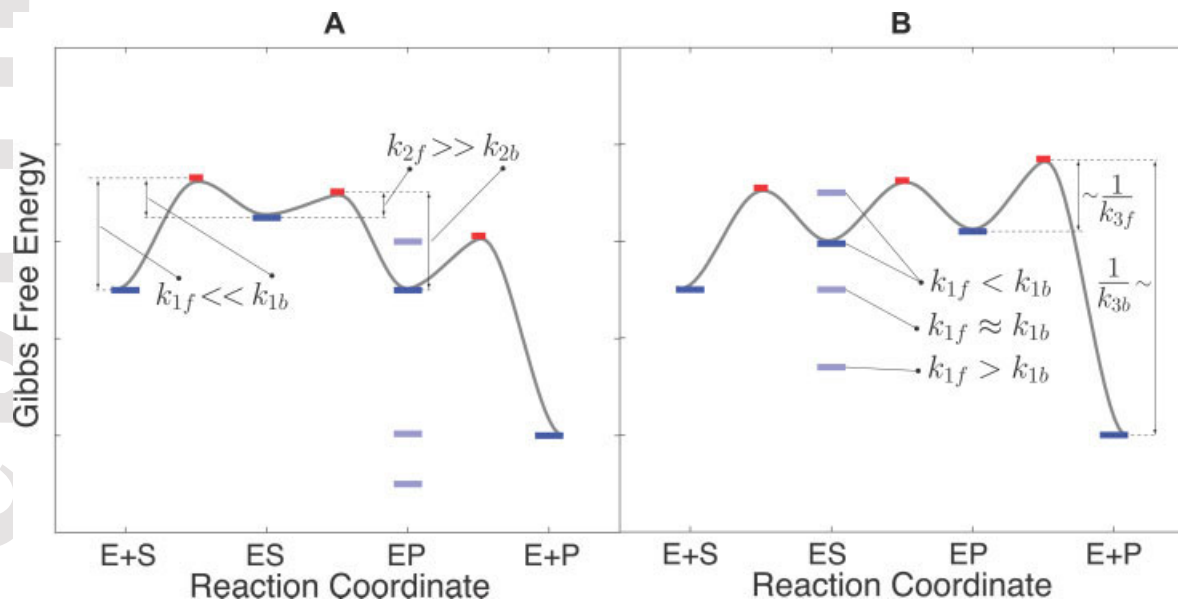 A
B
Gibbs Free Energy
k2f >> k2b
k1f << k1b
E+S
ES
EP
E+P
Reaction Coordinate
~ 1/k3f
1/k3b ~
k1f < k1b
k1f ≈ k1b
k1f > k1b
E+S
ES
EP
E+P
Reaction Coordinate